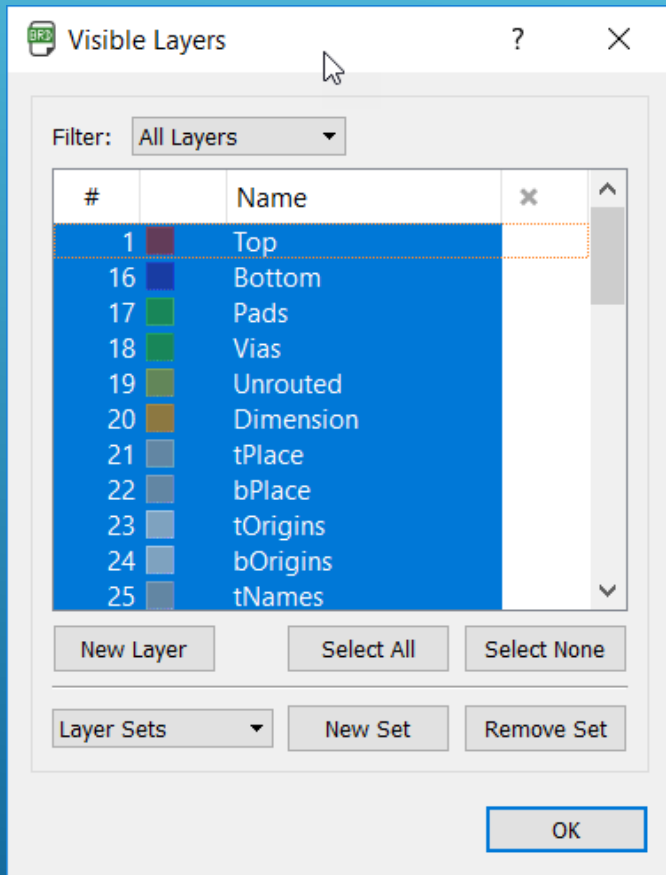 BRD Visible Layers ?
Filter: All Layers
# Name
1 Top
16 Bottom
17 Pads
18 Vias
19 Unrouted
20 Dimension
21 tPlace
22 bPlace
23 tOrigins
24 bOrigins
25 tNames
New Layer Select All Select None
Layer Sets New Set Remove Set
OK